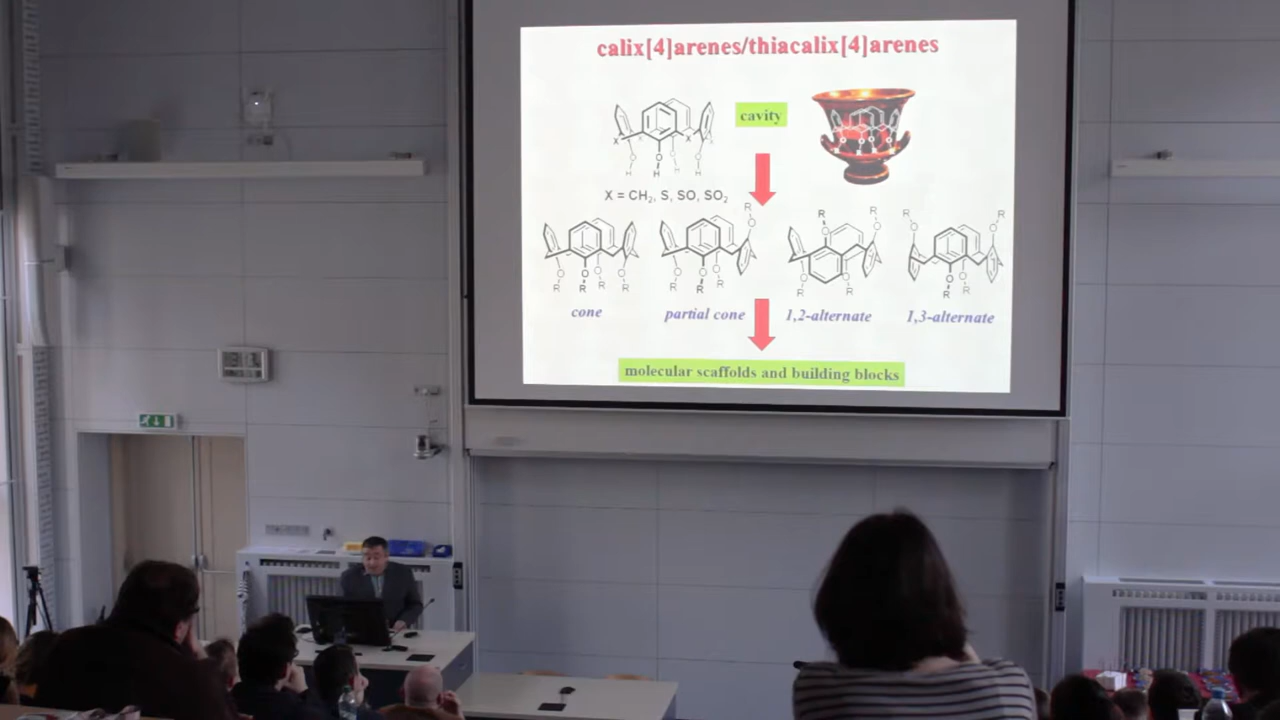 calix[4]arenes/thiacalix[4]arenes
cavity
X = CH₂, S, SO, SO₂
cone
partial cone
1,2-alternate
1,3-alternate
molecular scaffolds and building blocks